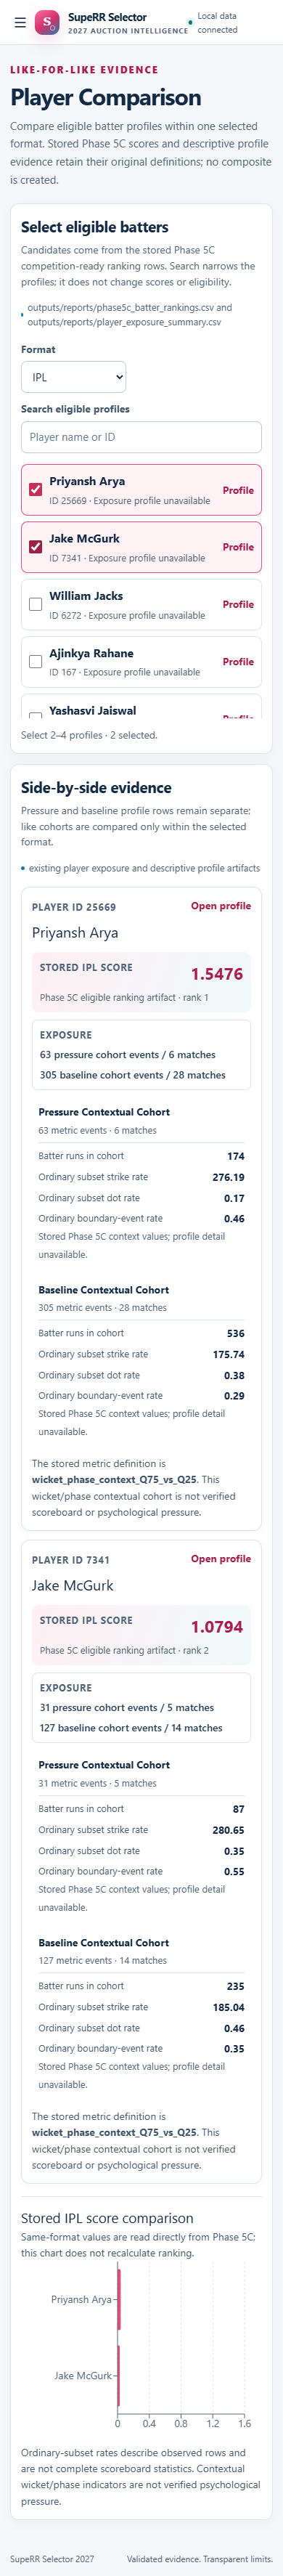 SupeRR Selector
2027 AUCTION INTELLIGENCE
Local data
connected
LIKE-FOR-LIKE EVIDENCE
Player Comparison
Compare eligible batter profiles within one selected
format. Stored Phase 5C scores and descriptive profile
evidence retain their original definitions; no composite
is created.
Select eligible batters
Candidates come from the stored Phase 5C
competition-ready ranking rows. Search narrows the
profiles; it does not change scores or eligibility.
outputs/reports/phase5c_batter_rankings.csv and
outputs/reports/player_exposure_summary.csv
Format
IPL
Search eligible profiles
Player name or ID
Priyansh Arya
ID 25669 · Exposure profile unavailable
Profile
Jake McGurk
ID 7341 · Exposure profile unavailable
Profile
William Jacks
ID 6272 · Exposure profile unavailable
Profile
Ajinkya Rahane
ID 167 · Exposure profile unavailable
Profile
Yashasvi Jaiswal
Select 2–4 profiles · 2 selected.
Side-by-side evidence
Pressure and baseline profile rows remain separate;
like cohorts are compared only within the selected
format.
existing player exposure and descriptive profile artifacts
PLAYER ID 25669
Open profile
Priyansh Arya
STORED IPL SCORE
1.5476
Phase 5C eligible ranking artifact · rank 1
EXPOSURE
63 pressure cohort events / 6 matches
305 baseline cohort events / 28 matches
Pressure Contextual Cohort
63 metric events · 6 matches
Batter runs in cohort 174
Ordinary subset strike rate 276.19
Ordinary subset dot rate 0.17
Ordinary boundary-event rate 0.46
Stored Phase 5C context values; profile detail
unavailable.
Baseline Contextual Cohort
305 metric events · 28 matches
Batter runs in cohort 536
Ordinary subset strike rate 175.74
Ordinary subset dot rate 0.38
Ordinary boundary-event rate 0.29
Stored Phase 5C context values; profile detail
unavailable.
The stored metric definition is
wicket_phase_context_Q75_vs_Q25. This
wicket/phase contextual cohort is not verified
scoreboard or psychological pressure.
PLAYER ID 7341
Open profile
Jake McGurk
STORED IPL SCORE
1.0794
Phase 5C eligible ranking artifact · rank 2
EXPOSURE
31 pressure cohort events / 5 matches
127 baseline cohort events / 14 matches
Pressure Contextual Cohort
31 metric events · 5 matches
Batter runs in cohort 87
Ordinary subset strike rate 280.65
Ordinary subset dot rate 0.35
Ordinary boundary-event rate 0.55
Stored Phase 5C context values; profile detail
unavailable.
Baseline Contextual Cohort
127 metric events · 14 matches
Batter runs in cohort 235
Ordinary subset strike rate 185.04
Ordinary subset dot rate 0.46
Ordinary boundary-event rate 0.35
Stored Phase 5C context values; profile detail
unavailable.
The stored metric definition is
wicket_phase_context_Q75_vs_Q25. This
wicket/phase contextual cohort is not verified
scoreboard or psychological pressure.
Stored IPL score comparison
Same-format values are read directly from Phase 5C;
this chart does not recalculate ranking.
Priyansh Arya
Jake McGurk
0 0.4 0.8 1.2 1.6
Ordinary-subset rates describe observed rows and
are not complete scoreboard statistics. Contextual
wicket/phase indicators are not verified psychological
pressure.
SupeRR Selector 2027
Validated evidence. Transparent limits.